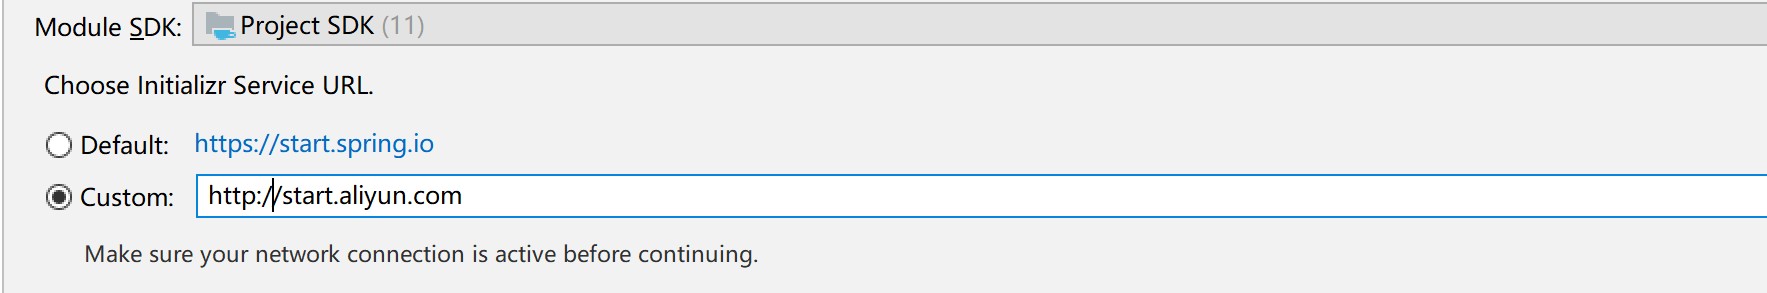 Module SDK: Project SDK (11)
Choose Initializr Service URL.
Default: https://start.spring.io
Custom: http://start.aliyun.com
Make sure your network connection is active before continuing.